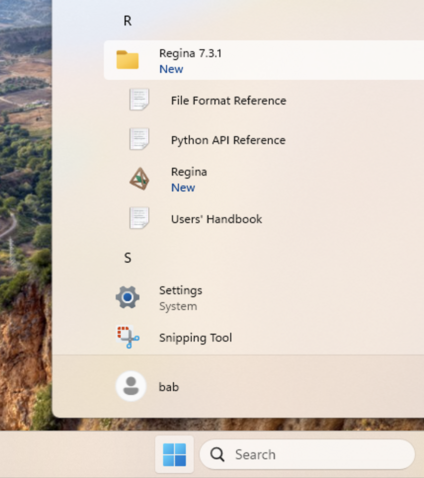 R
Regina 7.3.1
New
File Format Reference
Python API Reference
Regina
New
Users' Handbook
S
Settings
System
Snipping Tool
bab
Search